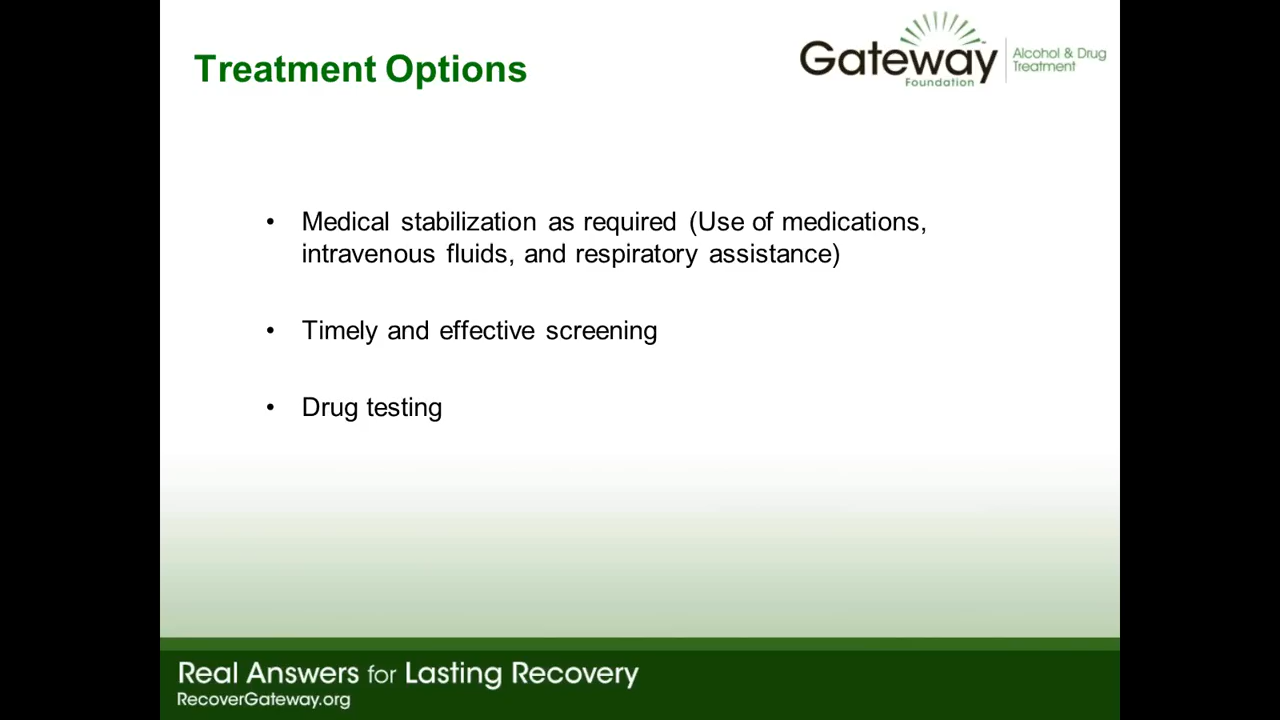 Treatment Options
Gateway
Foundation
Alcohol & Drug
Treatment
• Medical stabilization as required (Use of medications,
intravenous fluids, and respiratory assistance)
• Timely and effective screening
• Drug testing
Real Answers for Lasting Recovery
RecoverGateway.org